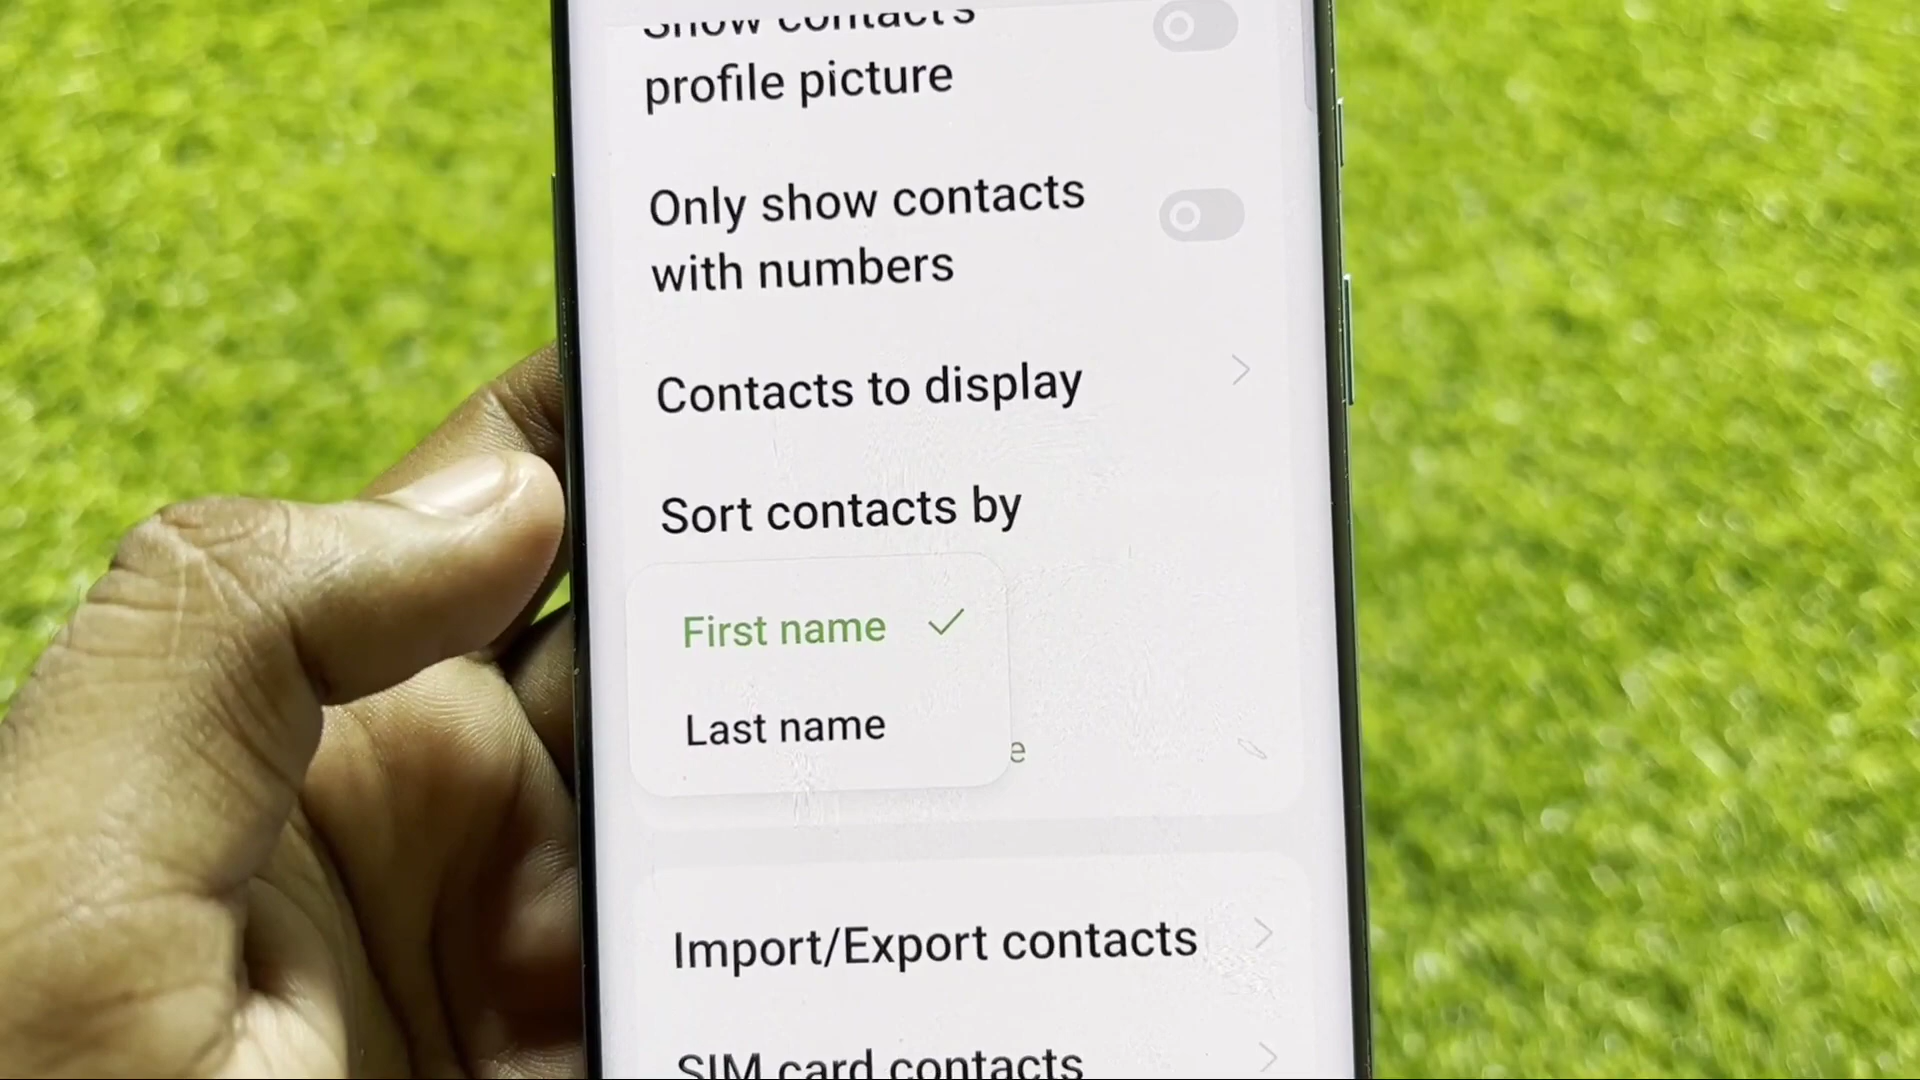 Show contact's
profile picture
Only show contacts
with numbers
Contacts to display
Sort contacts by
First name
Last name
e
Import/Export contacts
SIM card contacts